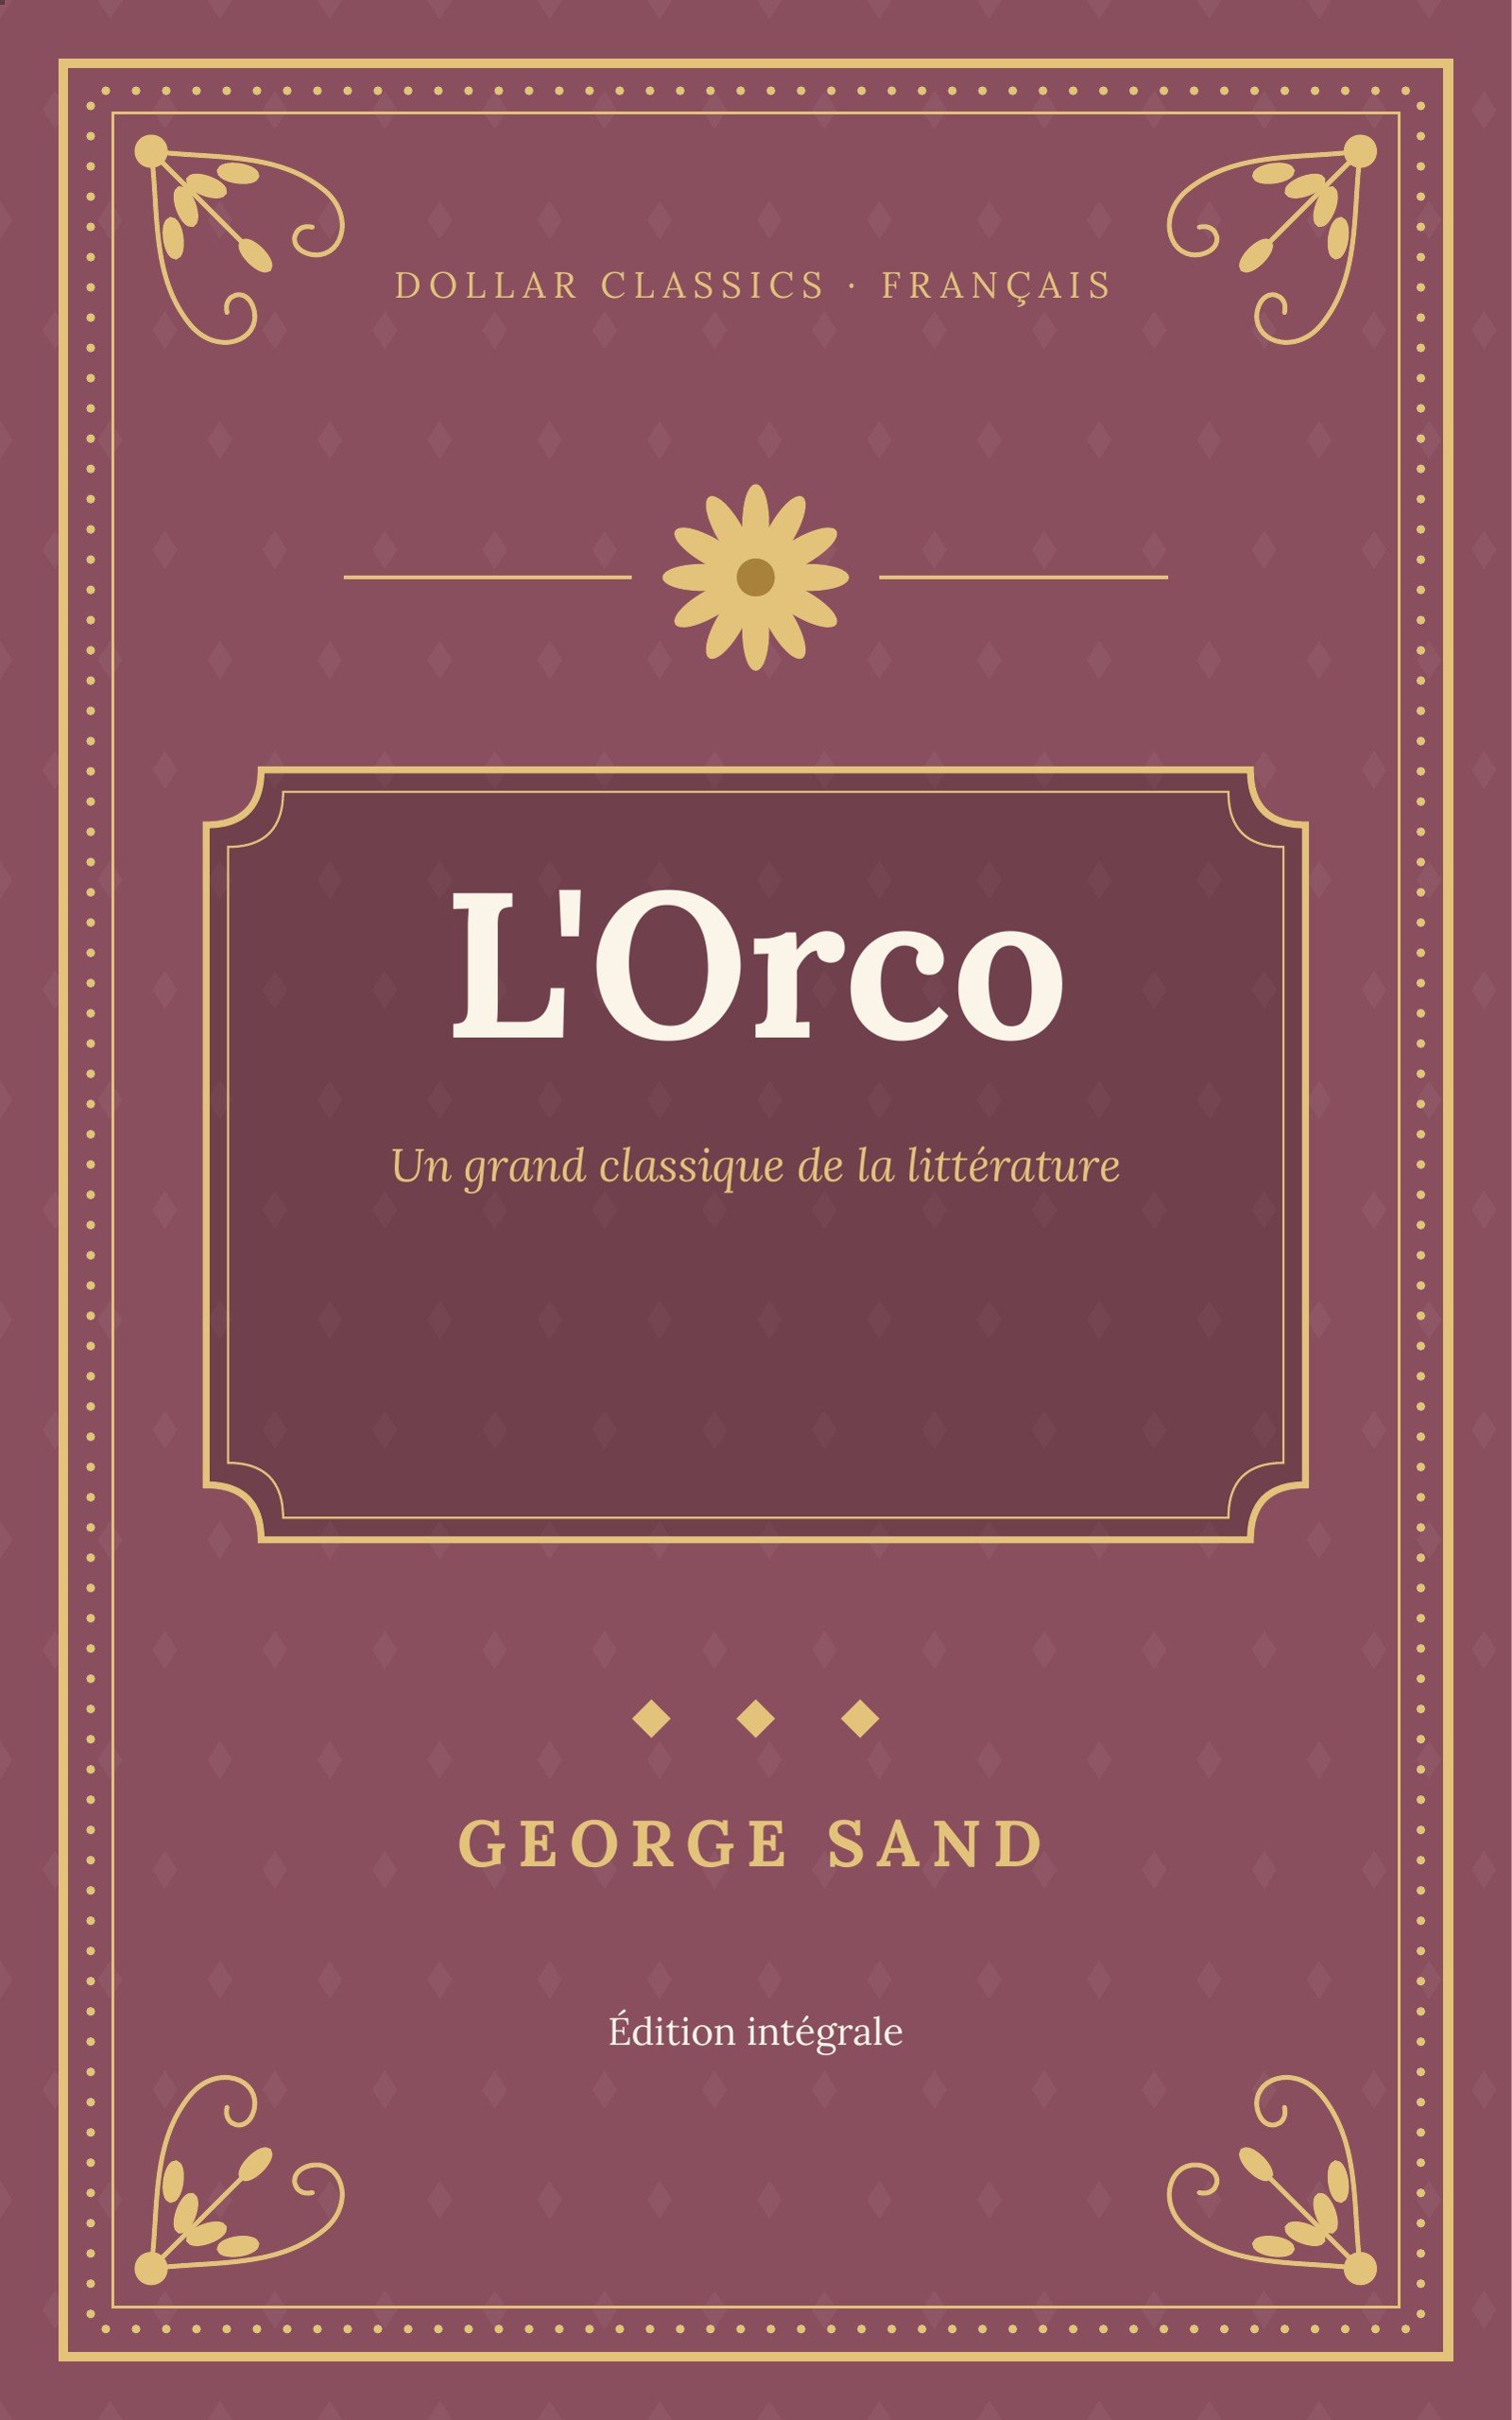 DOLLAR CLASSICS · FRANÇAIS
L'Orco
Un grand classique de la littérature
GEORGE SAND
Édition intégrale